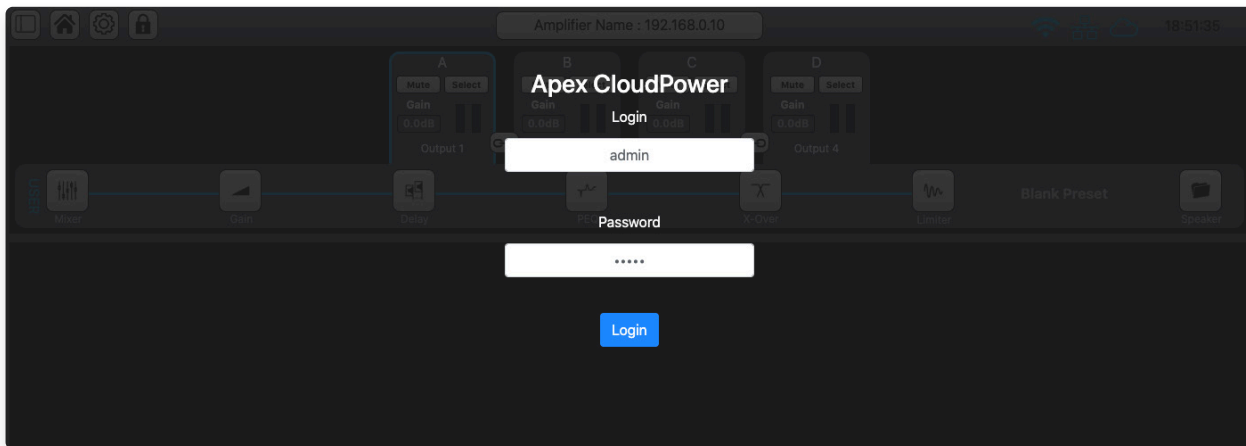 Amplifier Name : 192.168.0.10
18:51:35
A B C D
Mute Select
Mute Select
Apex CloudPower
Gain Gain Gain Gain
0.0dB 0.0dB 0.0dB 0.0dB
Login
Output 1
Output 4
admin
USER
Mixer
Gain
Delay
PEQ
X-Over
Limiter
Blank Preset
Speaker
Password
•••••
Login